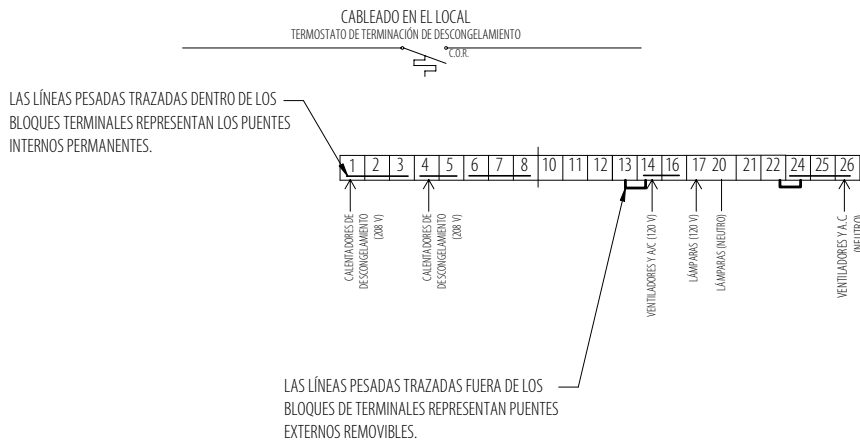 CABLEADO EN EL LOCAL
TERMOSTATO DE TERMINACIÓN DE DESCONGELAMIENTO
C.O.R.
LAS LÍNEAS PESADAS TRAZADAS DENTRO DE LOS
BLOQUES TERMINALES REPRESENTAN LOS PUENTES
INTERNOS PERMANENTES.
1 2 3 4 5 6 7 8 10 11 12 13 14 16 17 20 21 22 24 25 26
CALENTADORES DE
DESCONGELAMIENTO
(208 V)
CALENTADORES DE
DESCONGELAMIENTO
(208 V)
VENTILADORES Y A/C (120 V)
LÁMPARAS (120 V)
LÁMPARAS (NEUTRO)
VENTILADORES Y A.C
(NEUTRO)
LAS LÍNEAS PESADAS TRAZADAS FUERA DE LOS
BLOQUES DE TERMINALES REPRESENTAN PUENTES
EXTERNOS REMOVIBLES.